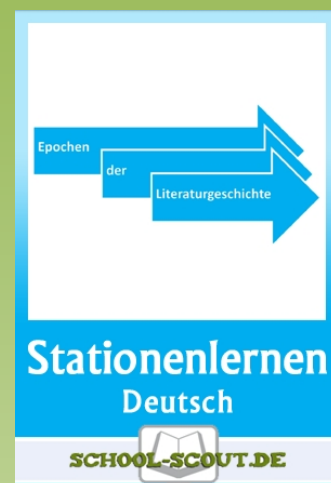 Epochen
der
Literaturgeschichte
Stationenlernen
Deutsch
SCHOOL-SCOUT.DE